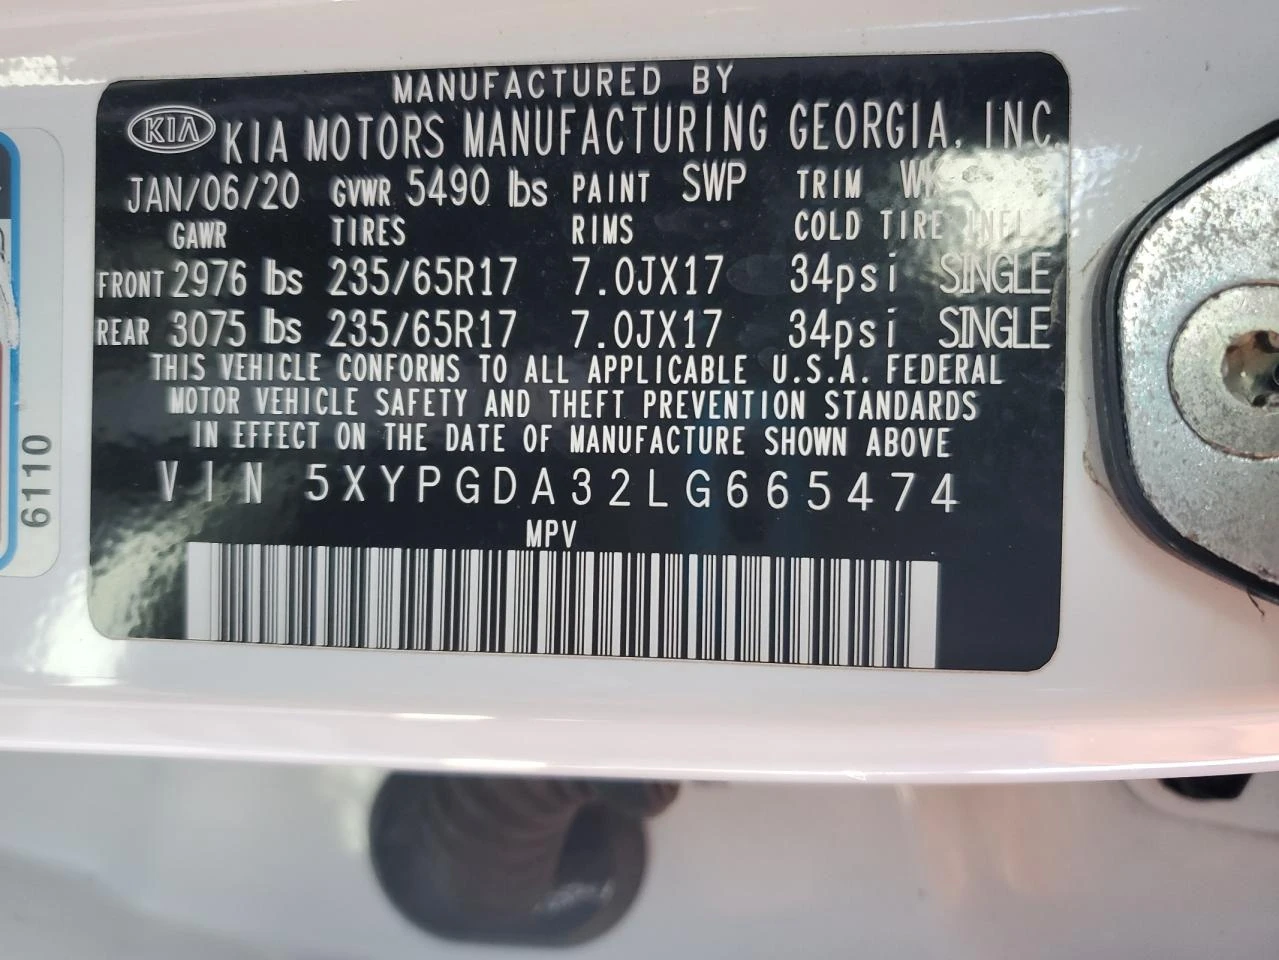 MANUFACTURED BY
KIA KIA MOTORS MANUFACTURING GEORGIA, INC.
JAN/06/20 GVWR 5490 lbs PAINT SWP TRIM WK
GAWR TIRES RIMS COLD TIRE INFL
FRONT 2976 lbs 235/65R17 7.0JX17 34psi SINGLE
REAR 3075 lbs 235/65R17 7.0JX17 34psi SINGLE
THIS VEHICLE CONFORMS TO ALL APPLICABLE U.S.A. FEDERAL
MOTOR VEHICLE SAFETY AND THEFT PREVENTION STANDARDS
IN EFFECT ON THE DATE OF MANUFACTURE SHOWN ABOVE
VIN 5XYPGDA32LG665474
MPV
6110